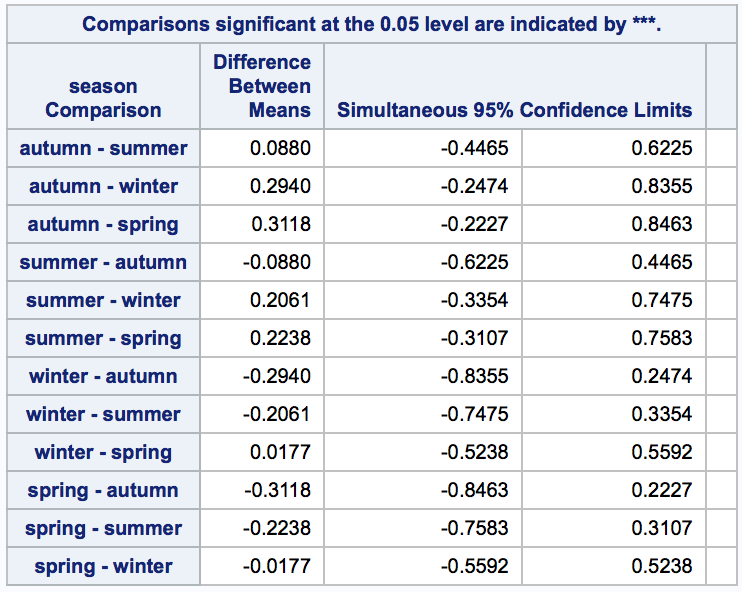 Comparisons significant at the 0.05 level are indicated by ***.
season Comparison Difference Between Means Simultaneous 95% Confidence Limits
autumn - summer 0.0880 -0.4465 0.6225
autumn - winter 0.2940 -0.2474 0.8355
autumn - spring 0.3118 -0.2227 0.8463
summer - autumn -0.0880 -0.6225 0.4465
summer - winter 0.2061 -0.3354 0.7475
summer - spring 0.2238 -0.3107 0.7583
winter - autumn -0.2940 -0.8355 0.2474
winter - summer -0.2061 -0.7475 0.3354
winter - spring 0.0177 -0.5238 0.5592
spring - autumn -0.3118 -0.8463 0.2227
spring - summer -0.2238 -0.7583 0.3107
spring - winter -0.0177 -0.5592 0.5238